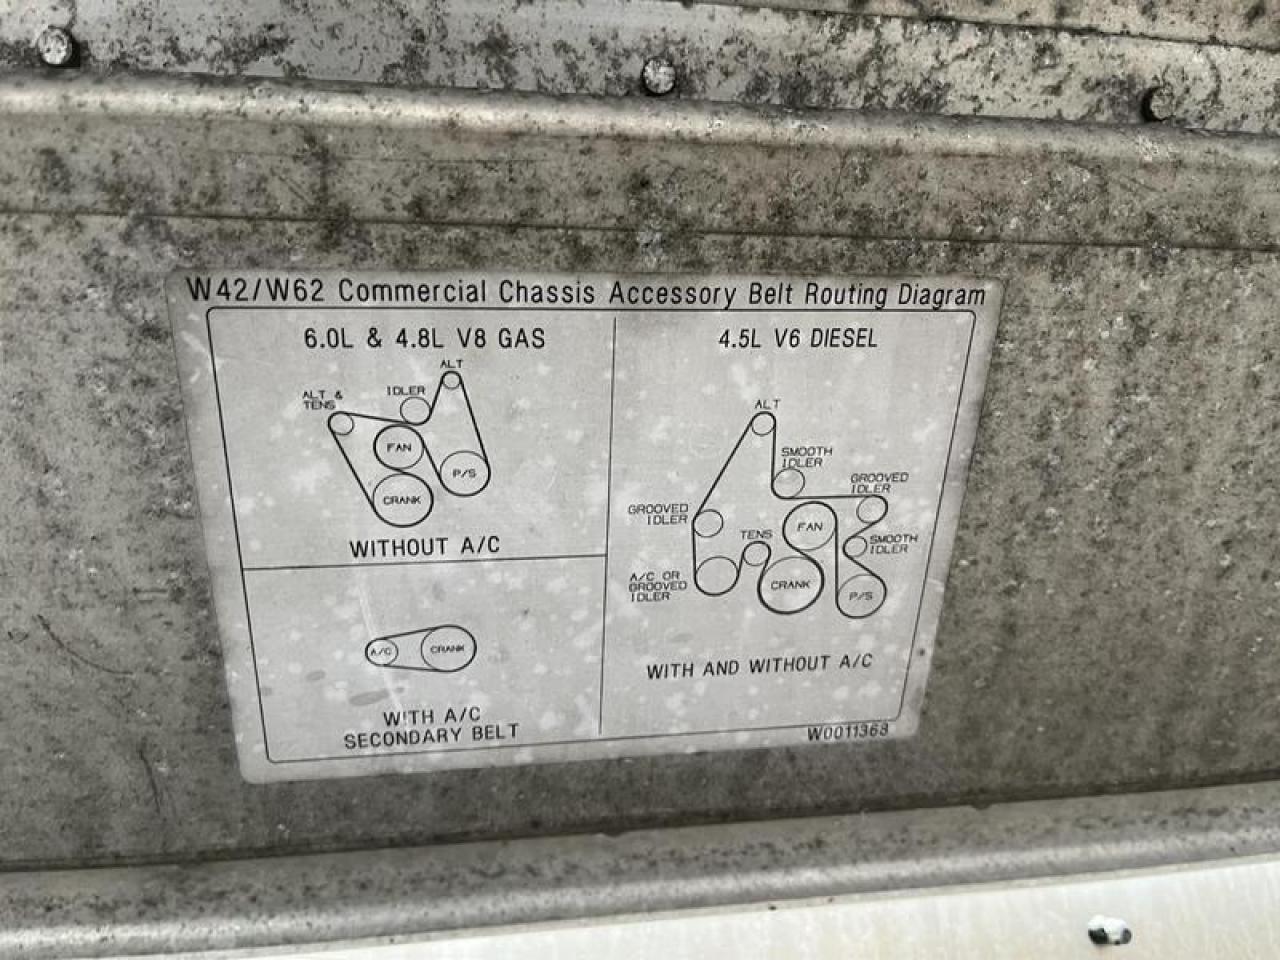 W42/W62 Commercial Chassis Accessory Belt Routing Diagram
6.0L & 4.8L V8 GAS
ALT
IDLER
ALT &
TENS
FAN
P/S
CRANK
WITHOUT A/C
A/C
CRANK
WITH A/C
SECONDARY BELT
4.5L V6 DIESEL
ALT
SMOOTH
IDLER
GROOVED
IDLER
GROOVED
IDLER
FAN
TENS
SMOOTH
IDLER
A/C OR
GROOVED
IDLER
CRANK
P/S
WITH AND WITHOUT A/C
W0011368